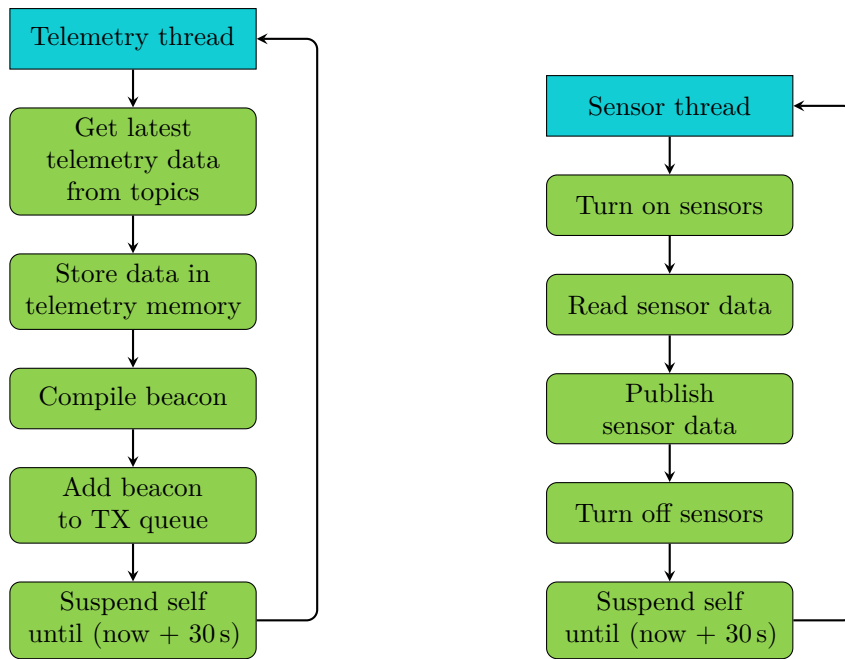 Telemetry thread
Get latest
telemetry data
from topics
Store data in
telemetry memory
Compile beacon
Add beacon
to TX queue
Suspend self
until (now + 30 s)
Sensor thread
Turn on sensors
Read sensor data
Publish
sensor data
Turn off sensors
Suspend self
until (now + 30 s)